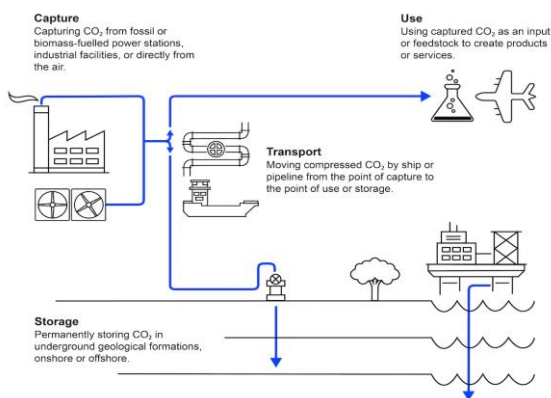 Capture
Capturing CO₂ from fossil or
biomass-fuelled power stations,
industrial facilities, or directly from
the air.
Use
Using captured CO₂ as an input
or feedstock to create products
or services.
Transport
Moving compressed CO₂ by ship or
pipeline from the point of capture to
the point of use or storage.
Storage
Permanently storing CO₂ in
underground geological formations,
onshore or offshore.